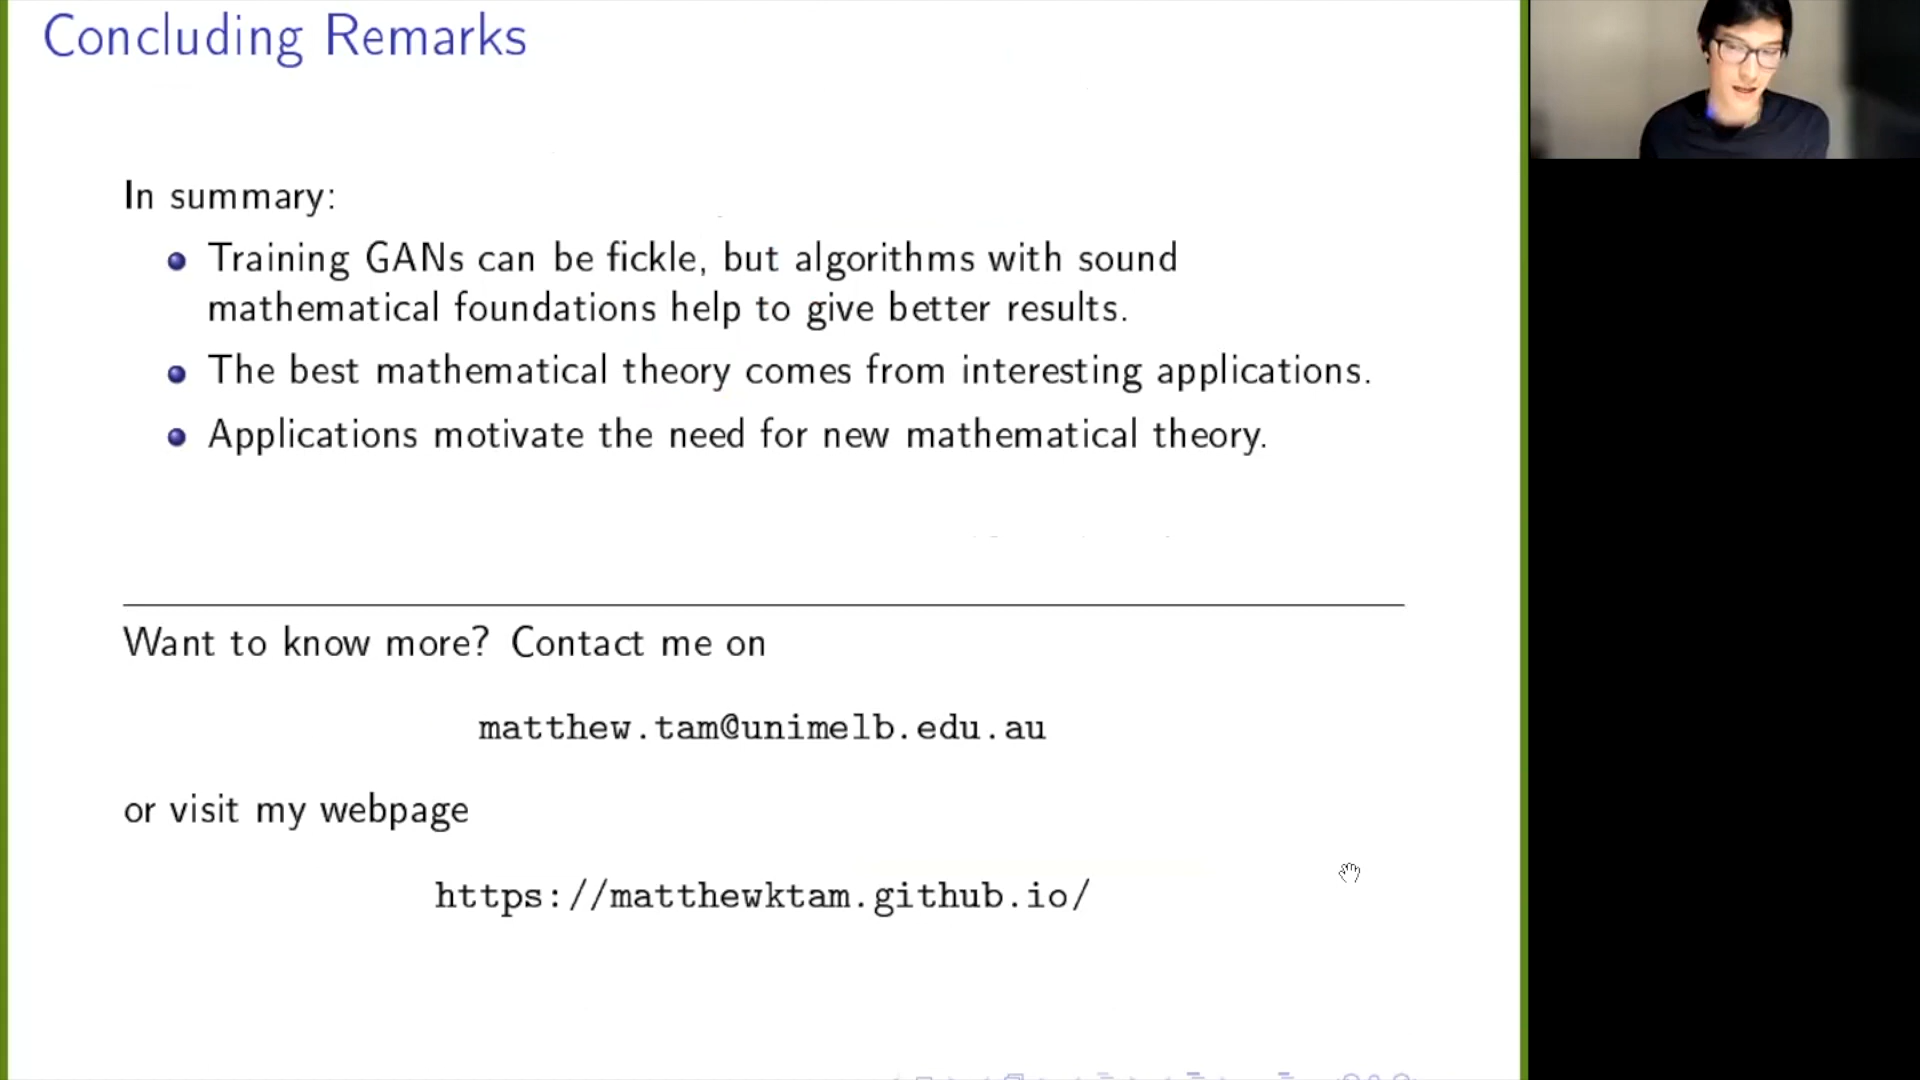 Concluding Remarks
In summary:
Training GANs can be fickle, but algorithms with sound
mathematical foundations help to give better results.
The best mathematical theory comes from interesting applications.
Applications motivate the need for new mathematical theory.
Want to know more? Contact me on
matthew.tam@unimelb.edu.au
or visit my webpage
https://matthewktam.github.io/